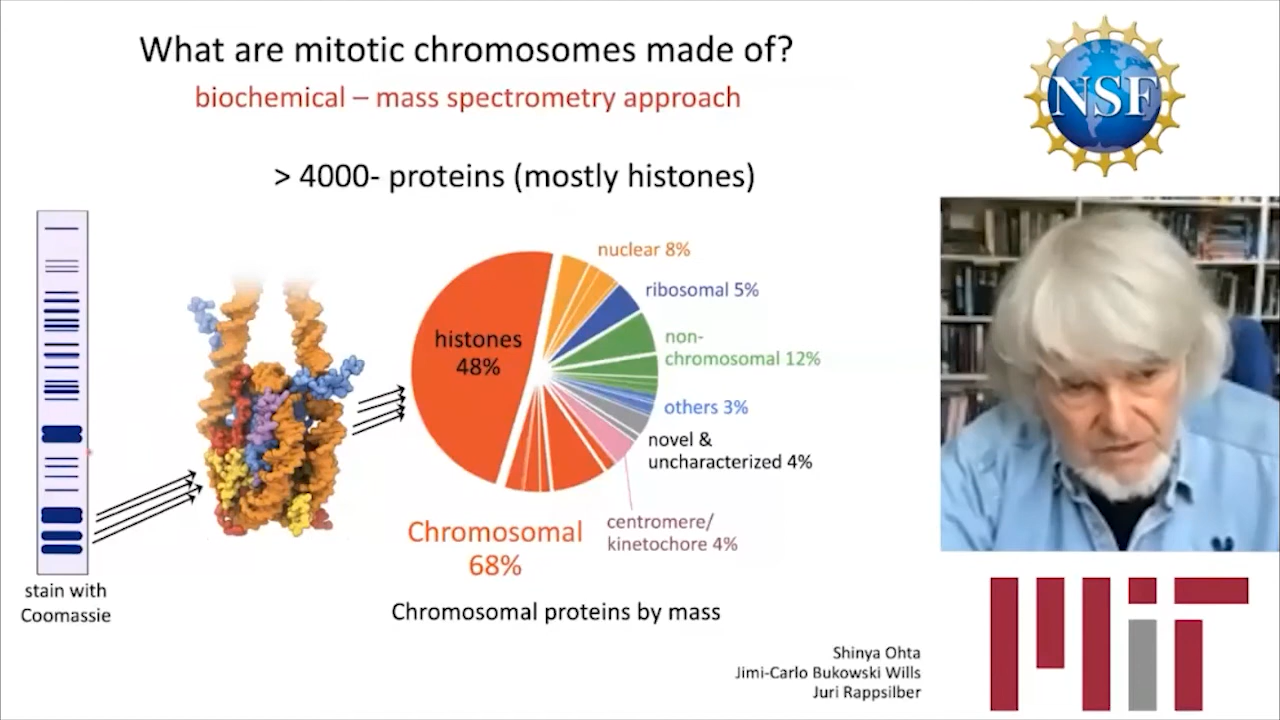 What are mitotic chromosomes made of?
biochemical – mass spectrometry approach
NSF
> 4000- proteins (mostly histones)
nuclear 8%
ribosomal 5%
histones
48%
non-
chromosomal 12%
others 3%
novel &
uncharacterized 4%
centromere/
kinetochore 4%
Chromosomal
68%
stain with
Coomassie
Chromosomal proteins by mass
Shinya Ohta
Jimi-Carlo Bukowski Wills
Juri Rappsilber
MIT